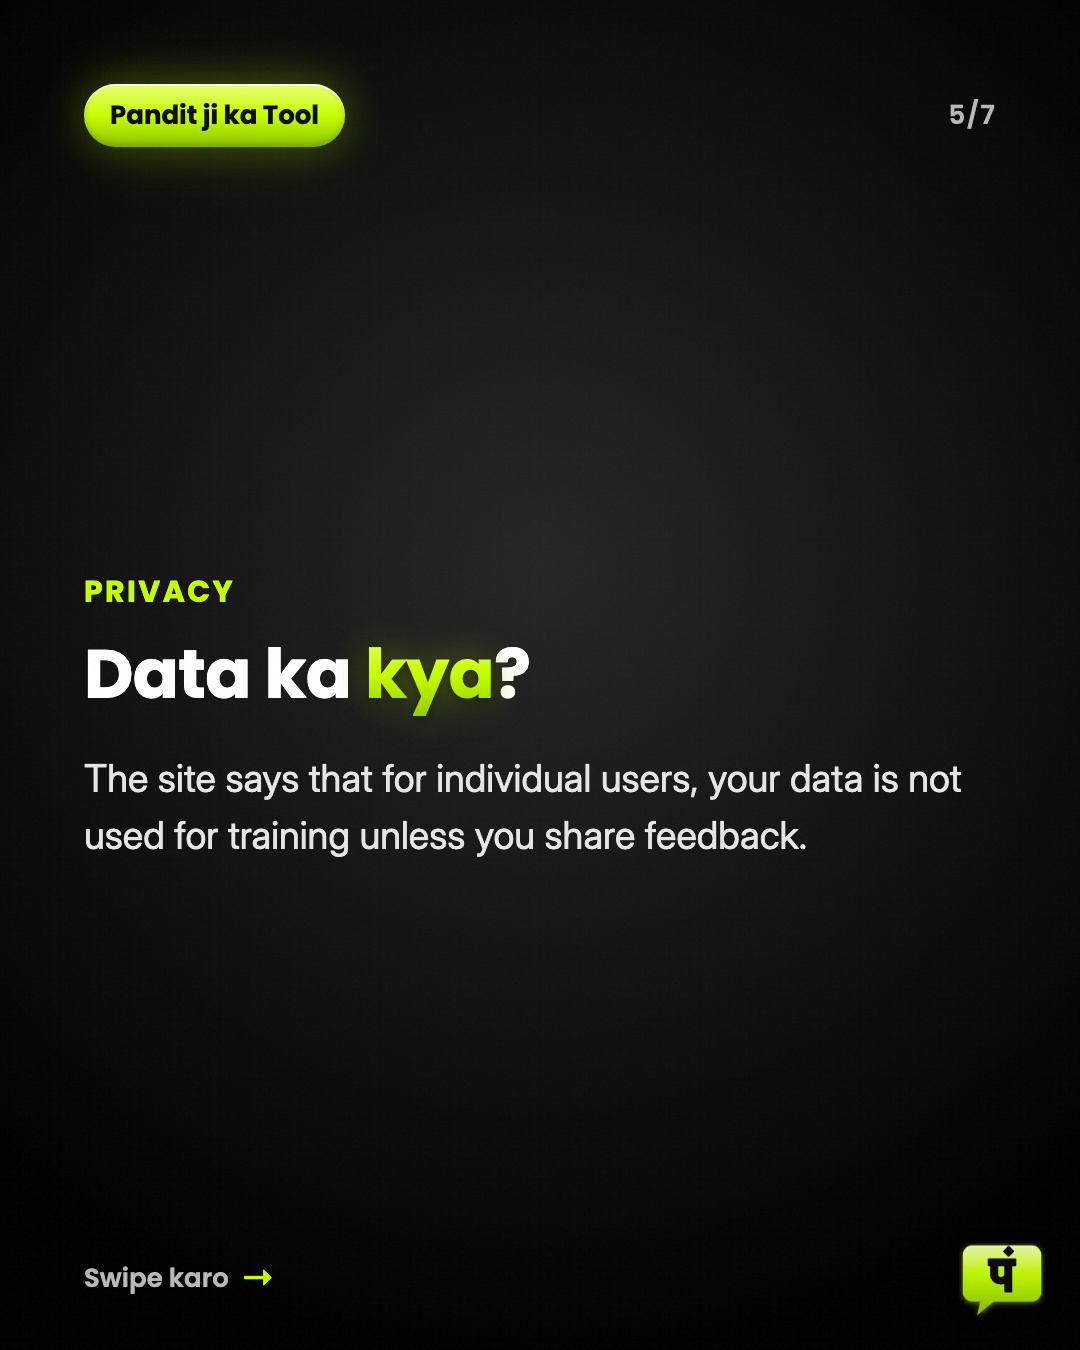 Pandit ji ka Tool
5/7
PRIVACY
Data ka kya?
The site says that for individual users, your data is not
used for training unless you share feedback.
Swipe karo →
पं